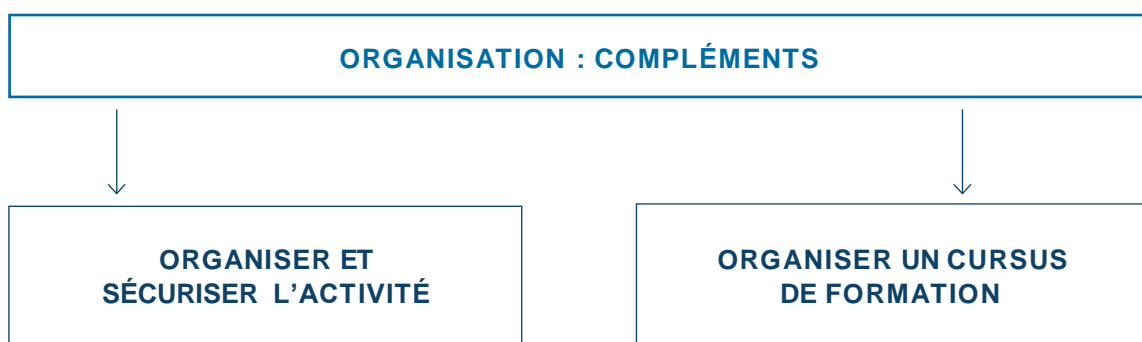 ORGANISATION : COMPLÉMENTS
ORGANISER ET
SÉCURISER L’ACTIVITÉ
ORGANISER UN CURSUS
DE FORMATION